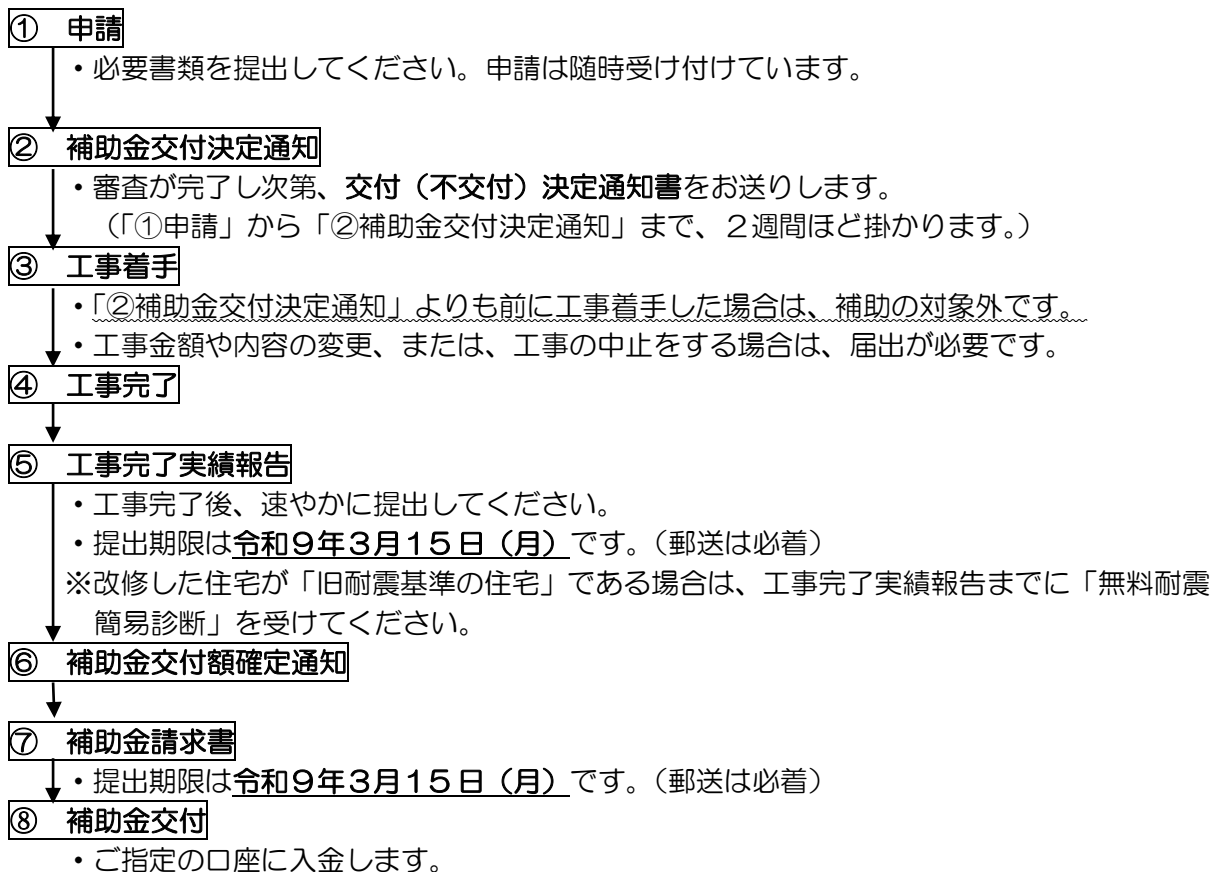 ① 申請
・必要書類を提出してください。申請は随時受け付けています。
② 補助金交付決定通知
・審査が完了し次第、交付（不交付）決定通知書をお送りします。
（「①申請」から「②補助金交付決定通知」まで、２週間ほど掛かります。）
③ 工事着手
・「②補助金交付決定通知」よりも前に工事着手した場合は、補助の対象外です。
・工事金額や内容の変更、または、工事の中止をする場合は、届出が必要です。
④ 工事完了
⑤ 工事完了実績報告
・工事完了後、速やかに提出してください。
・提出期限は令和９年３月１５日（月）です。（郵送は必着）
※改修した住宅が「旧耐震基準の住宅」である場合は、工事完了実績報告までに「無料耐震
簡易診断」を受けてください。
⑥ 補助金交付額確定通知
⑦ 補助金請求書
・提出期限は令和９年３月１５日（月）です。（郵送は必着）
⑧ 補助金交付
・ご指定の口座に入金します。